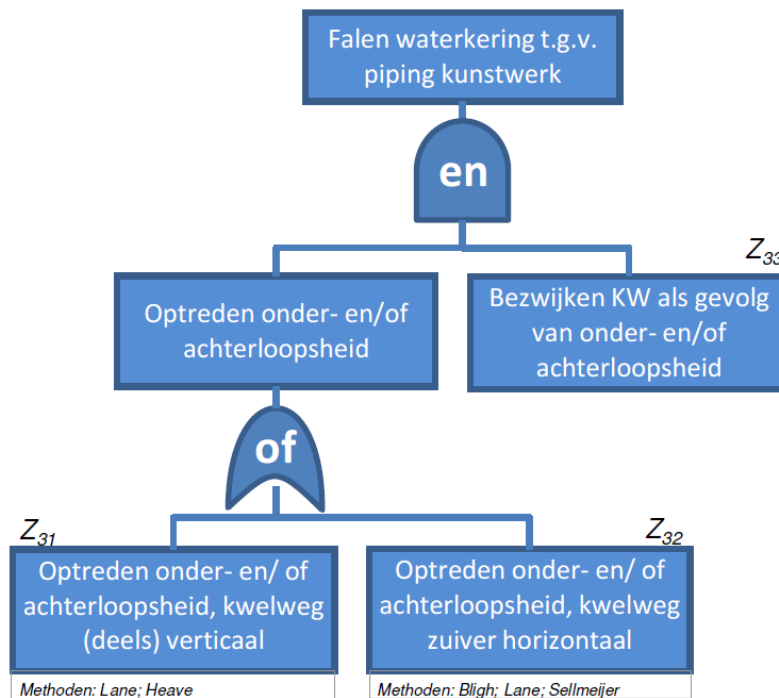 Falen waterkering t.g.v.
piping kunstwerk
en
Z33
Optreden onder- en/of
achterloopsheid
Bezwijken KW als gevolg
van onder- en/of
achterloopsheid
of
Z31
Optreden onder- en/ of
achterloopsheid, kwelweg
(deels) verticaal
Methoden: Lane; Heave
Z32
Optreden onder- en/ of
achterloopsheid, kwelweg
zuiver horizontaal
Methoden: Bligh; Lane; Sellmeijer